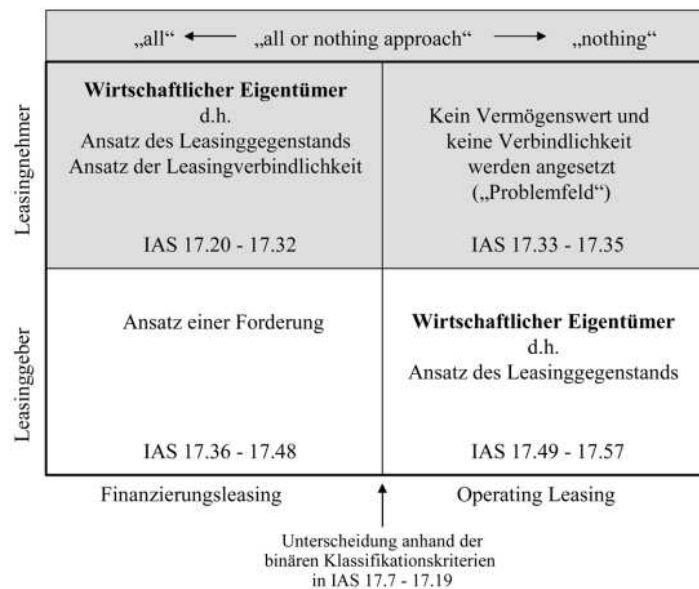 „all“ „all or nothing approach“ „nothing“
Leasingnehmer
Wirtschaftlicher Eigentümer
d.h.
Ansatz des Leasinggegenstands
Ansatz der Leasingverbindlichkeit
IAS 17.20 - 17.32
Kein Vermögenswert und
keine Verbindlichkeit
werden angesetzt
(„Problemfeld“)
IAS 17.33 - 17.35
Leasinggeber
Ansatz einer Forderung
IAS 17.36 - 17.48
Wirtschaftlicher Eigentümer
d.h.
Ansatz des Leasinggegenstands
IAS 17.49 - 17.57
Finanzierungsleasing
Operating Leasing
Unterscheidung anhand der
binären Klassifikationskriterien
in IAS 17.7 - 17.19